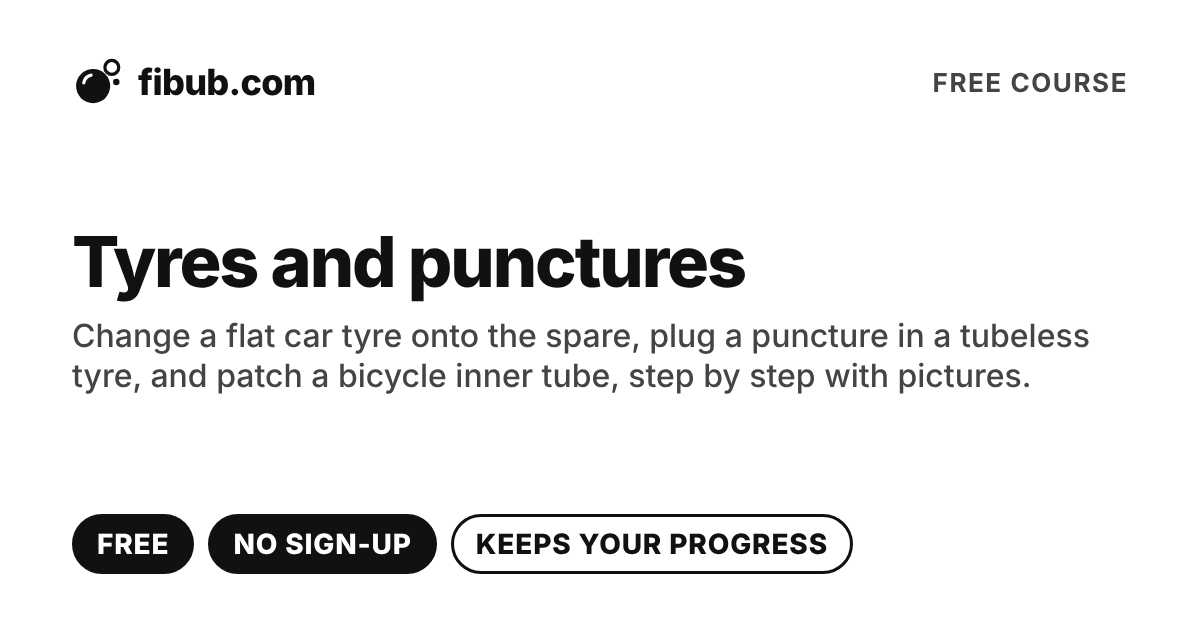 fibub.com
FREE COURSE
Tyres and punctures
Change a flat car tyre onto the spare, plug a puncture in a tubeless
tyre, and patch a bicycle inner tube, step by step with pictures.
FREE
NO SIGN-UP
KEEPS YOUR PROGRESS